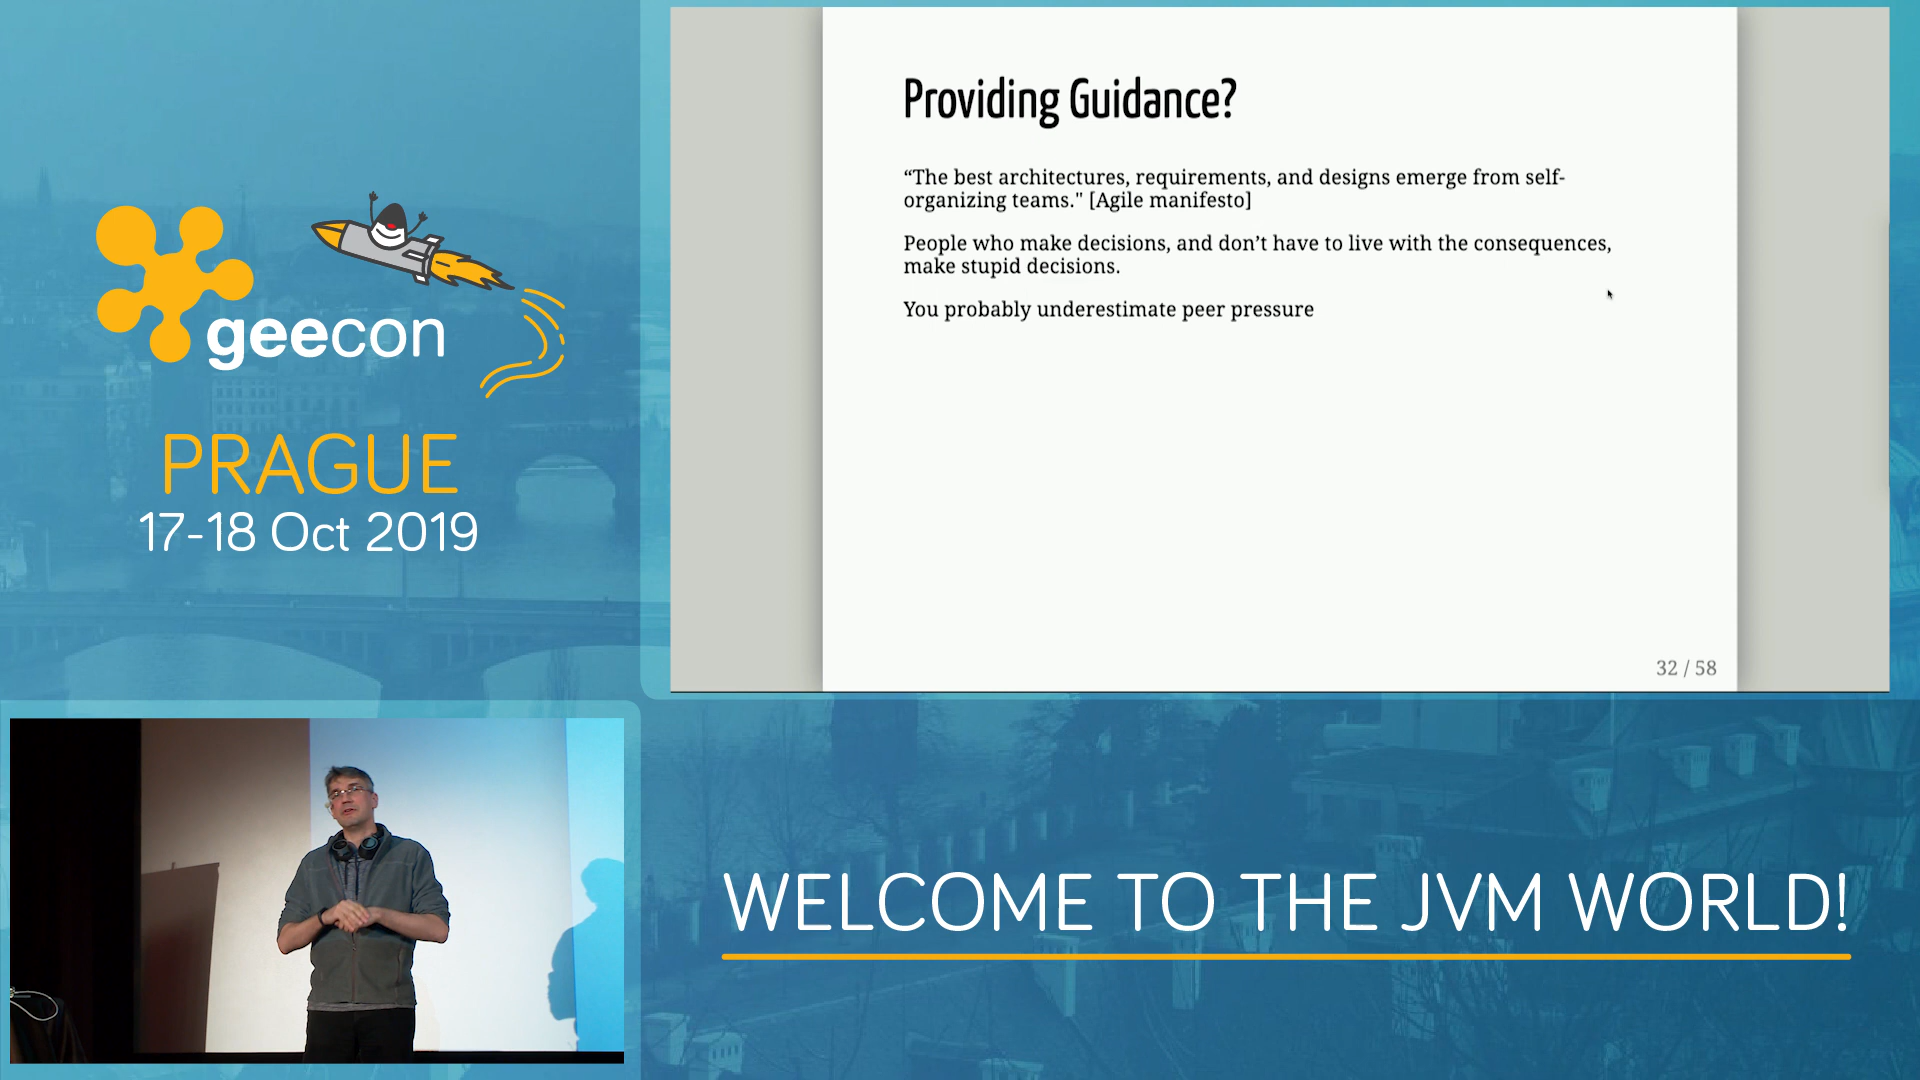 geecon
PRAGUE
17-18 Oct 2019
Providing Guidance?
“The best architectures, requirements, and designs emerge from self-
organizing teams." [Agile manifesto]
People who make decisions, and don’t have to live with the consequences,
make stupid decisions.
You probably underestimate peer pressure
32 / 58
WELCOME TO THE JVM WORLD!